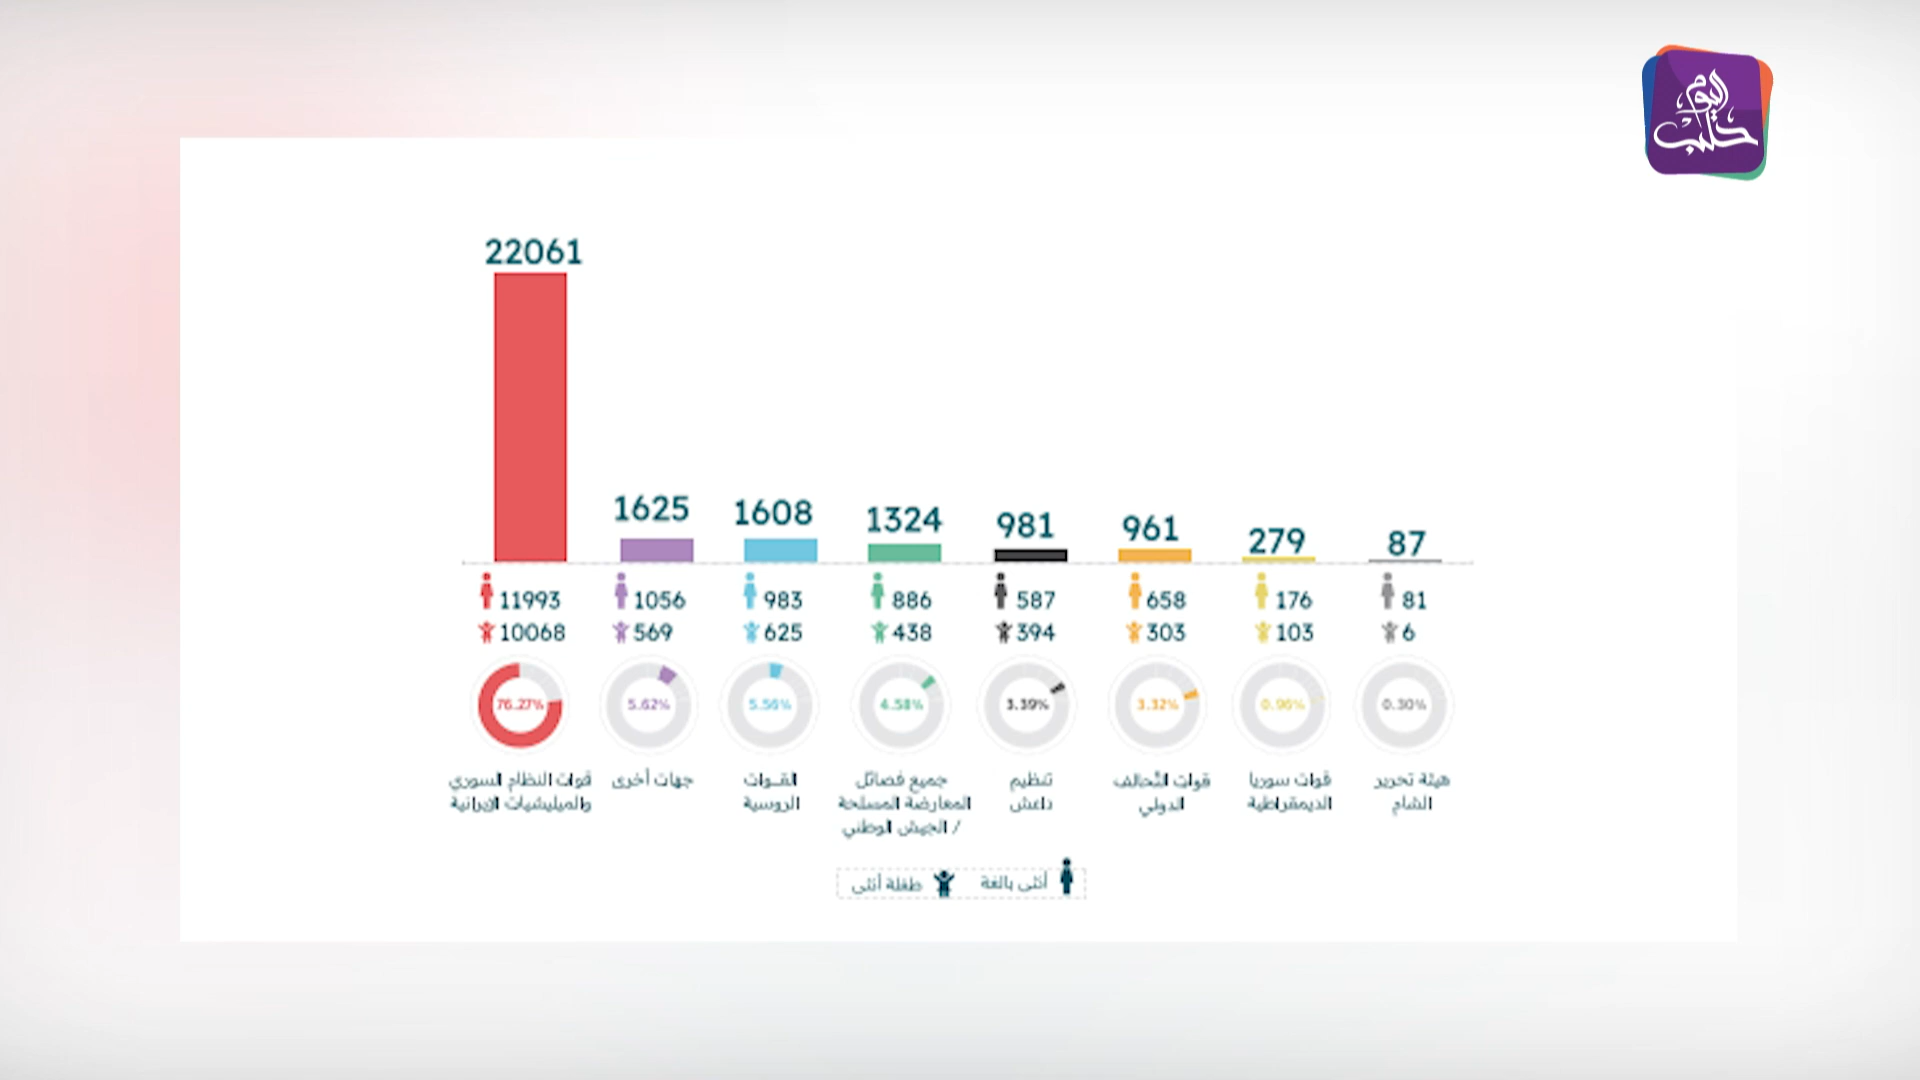 حلب اليوم
22061
1625
1608
1324
981
961
279
87
11993
1056
983
886
587
658
176
81
10068
569
625
438
394
303
103
6
76.27%
5.62%
5.56%
4.58%
3.39%
3.32%
0.96%
0.30%
قوات النظام السوري
والميليشيات الإيرانية
جهات أخرى
القـوات
الروسية
جميع فصائل
المعارضة المسلحة
/ الجيش الوطني
تنظيم
داعش
قوات التحالف
الدولي
قوات سوريا
الديمقراطية
هيئة تحرير
الشام
أنثى بالغة
طفلة أنثى